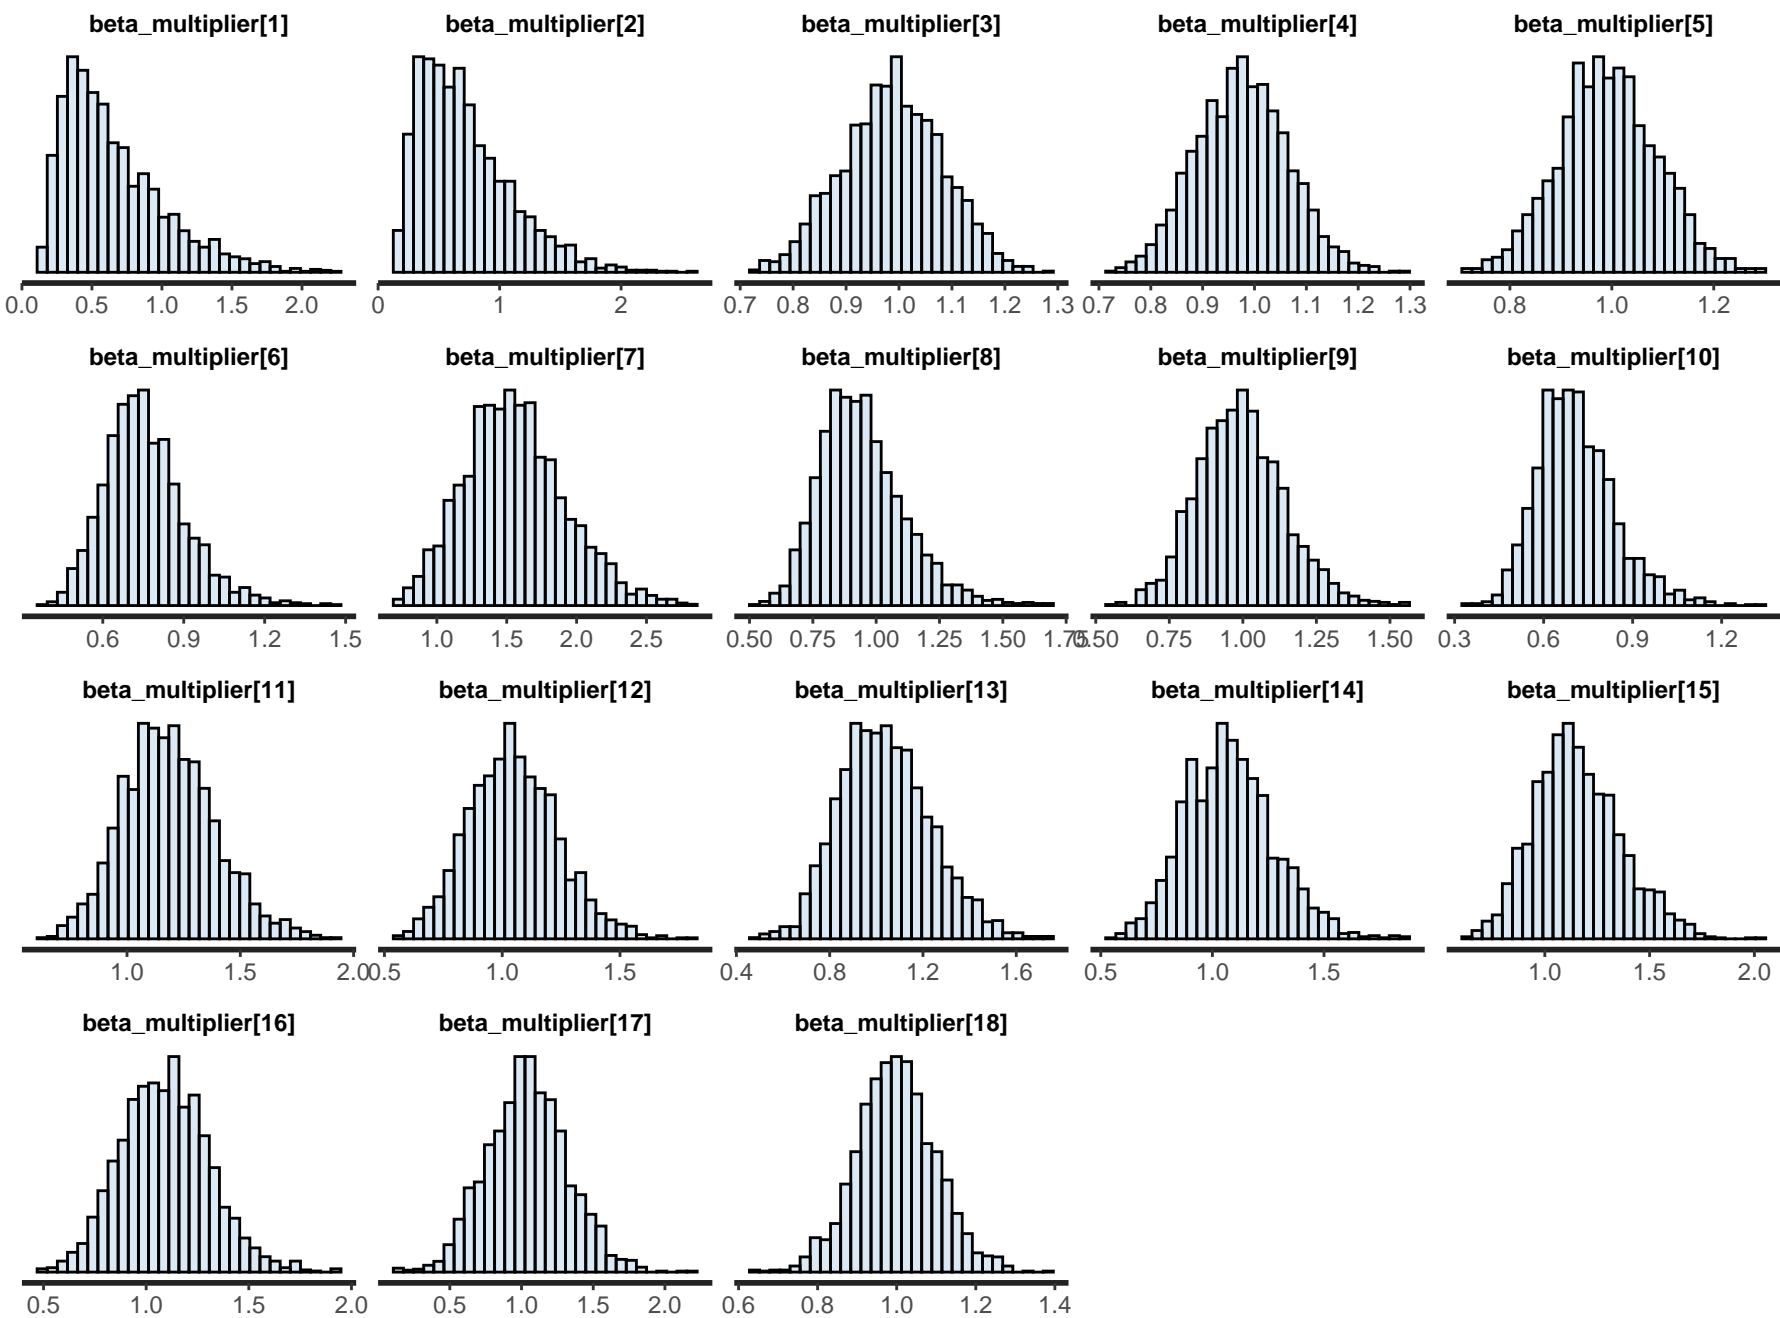 beta_multiplier[1] beta_multiplier[2] beta_multiplier[3] beta_multiplier[4] beta_multiplier[5]
0.0 0.5 1.0 1.5 2.0 0 1 2 0.7 0.8 0.9 1.0 1.1 1.2 1.3 0.7 0.8 0.9 1.0 1.1 1.2 1.3 0.8 1.0 1.2
beta_multiplier[6] beta_multiplier[7] beta_multiplier[8] beta_multiplier[9] beta_multiplier[10]
0.6 0.9 1.2 1.5 1.0 1.5 2.0 2.5 0.50 0.75 1.00 1.25 1.50 1.75 0.50 0.75 1.00 1.25 1.50 0.3 0.6 0.9 1.2
beta_multiplier[11] beta_multiplier[12] beta_multiplier[13] beta_multiplier[14] beta_multiplier[15]
1.0 1.5 2.0 0.5 1.0 1.5 0.4 0.8 1.2 1.6 0.5 1.0 1.5 1.0 1.5 2.0
beta_multiplier[16] beta_multiplier[17] beta_multiplier[18]
0.5 1.0 1.5 2.0 0.5 1.0 1.5 2.0 0.6 0.8 1.0 1.2 1.4